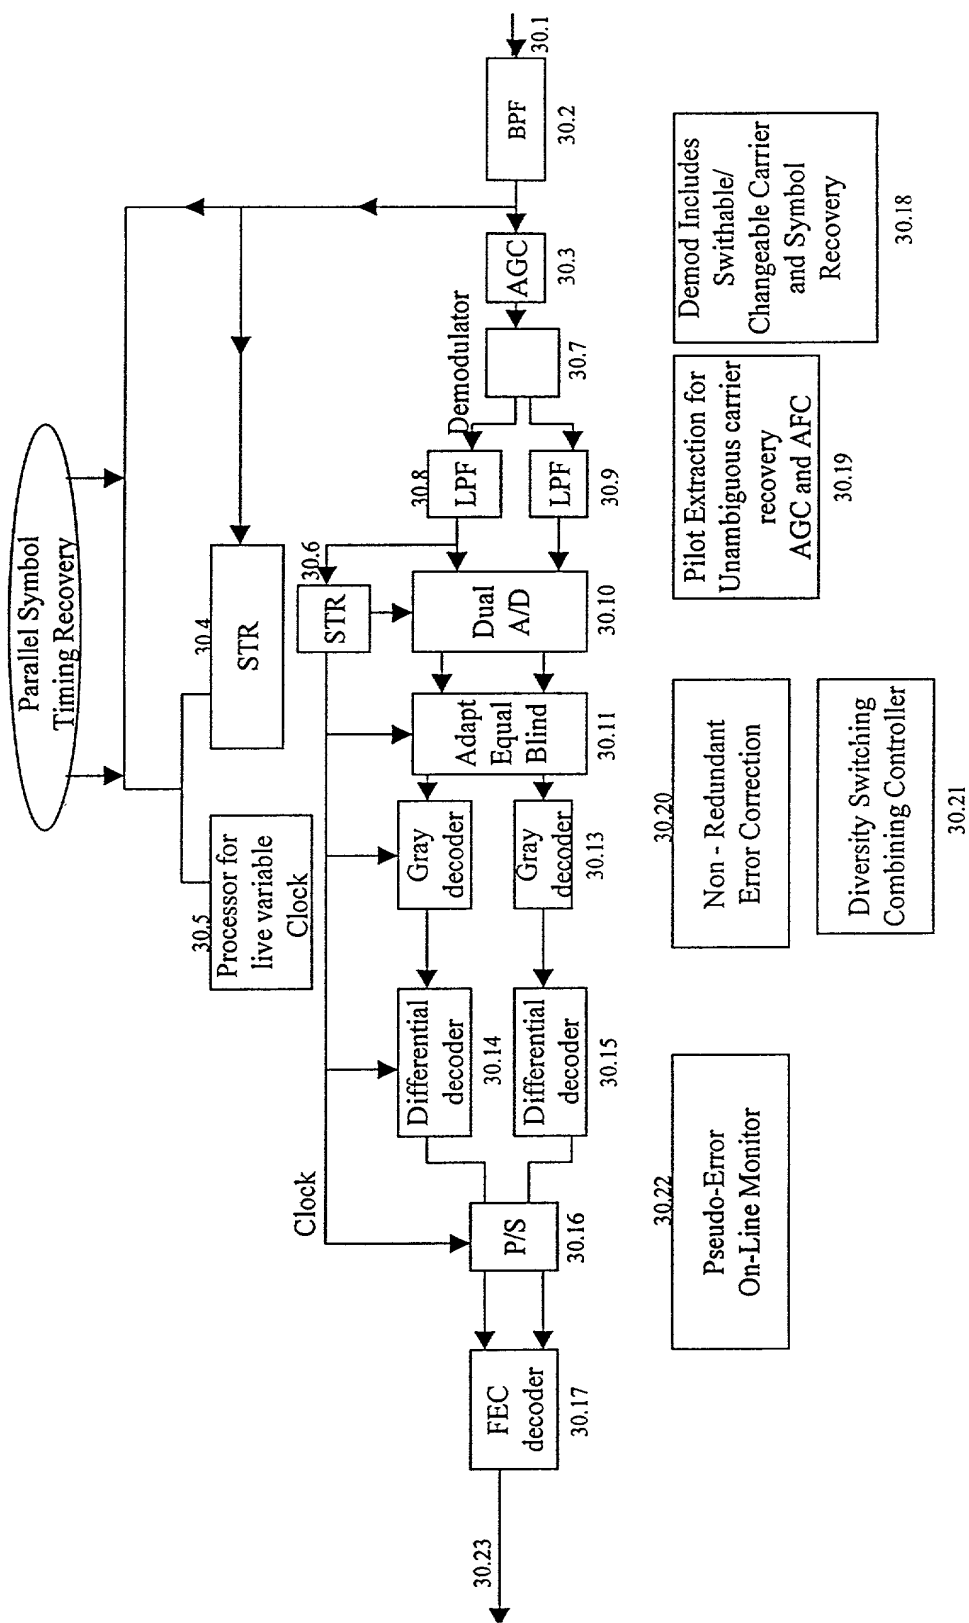 Parallel Symbol
Timing Recovery
30.1
BPF
30.2
AGC
30.3
30.4
STR
30.5
Processor for
live variable
Clock
Demodulator
30.7
30.8
LPF
LPF
30.9
30.6
STR
Dual
A/D
30.10
Adapt
Equal
Blind
30.11
Gray
decoder
Gray
decoder
30.13
Differential
decoder
30.14
Differential
decoder
30.15
Clock
P/S
30.16
FEC
decoder
30.17
30.23
Demod Includes
Swithable/
Changeable Carrier
and Symbol
Recovery
30.18
Pilot Extraction for
Unambiguous carrier
recovery
AGC and AFC
30.19
30.20
Non - Redundant
Error Correction
Diversity Switching
Combining Controller
30.21
30.22
Pseudo-Error
On-Line Monitor